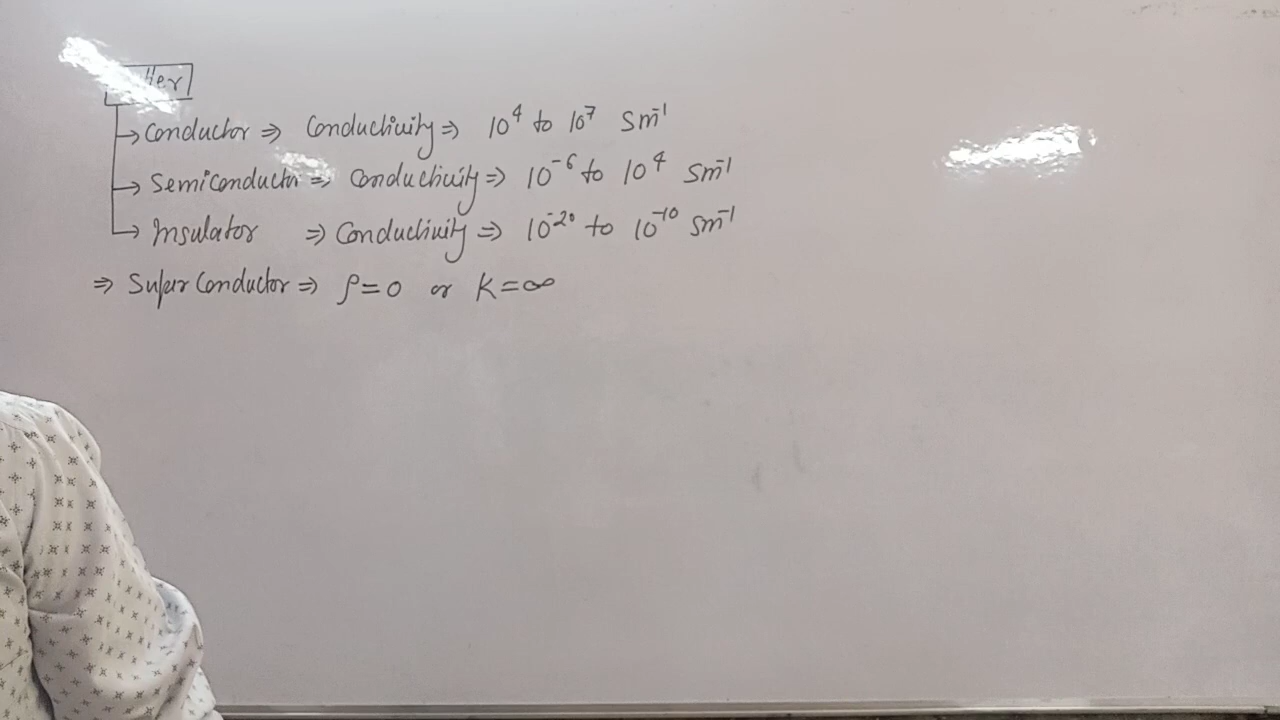 → Conductor ⇒ Conductivity ⇒ 10⁴ to 10⁷ Sm⁻¹
→ Semiconductor ⇒ Conductivity ⇒ 10⁻⁶ to 10⁴ Sm⁻¹
→ Insulator ⇒ Conductivity ⇒ 10⁻²⁰ to 10⁻¹⁰ Sm⁻¹
⇒ Super Conductor ⇒ ρ=0 or K=∞